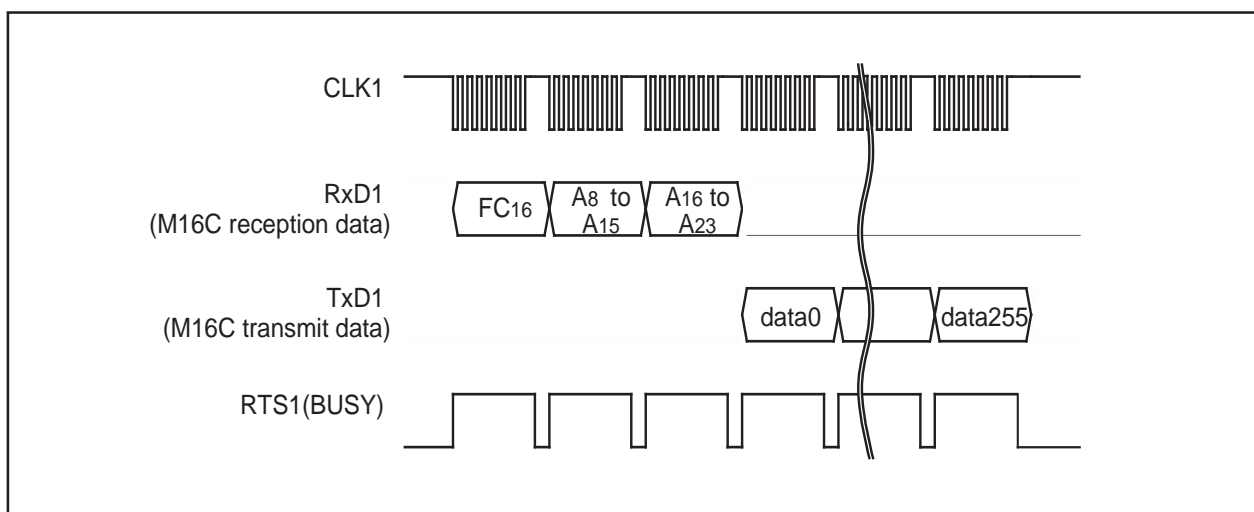 CLK1
RxD1
(M16C reception data)
FC16
A8 to
A15
A16 to
A23
TxD1
(M16C transmit data)
data0
data255
RTS1(BUSY)